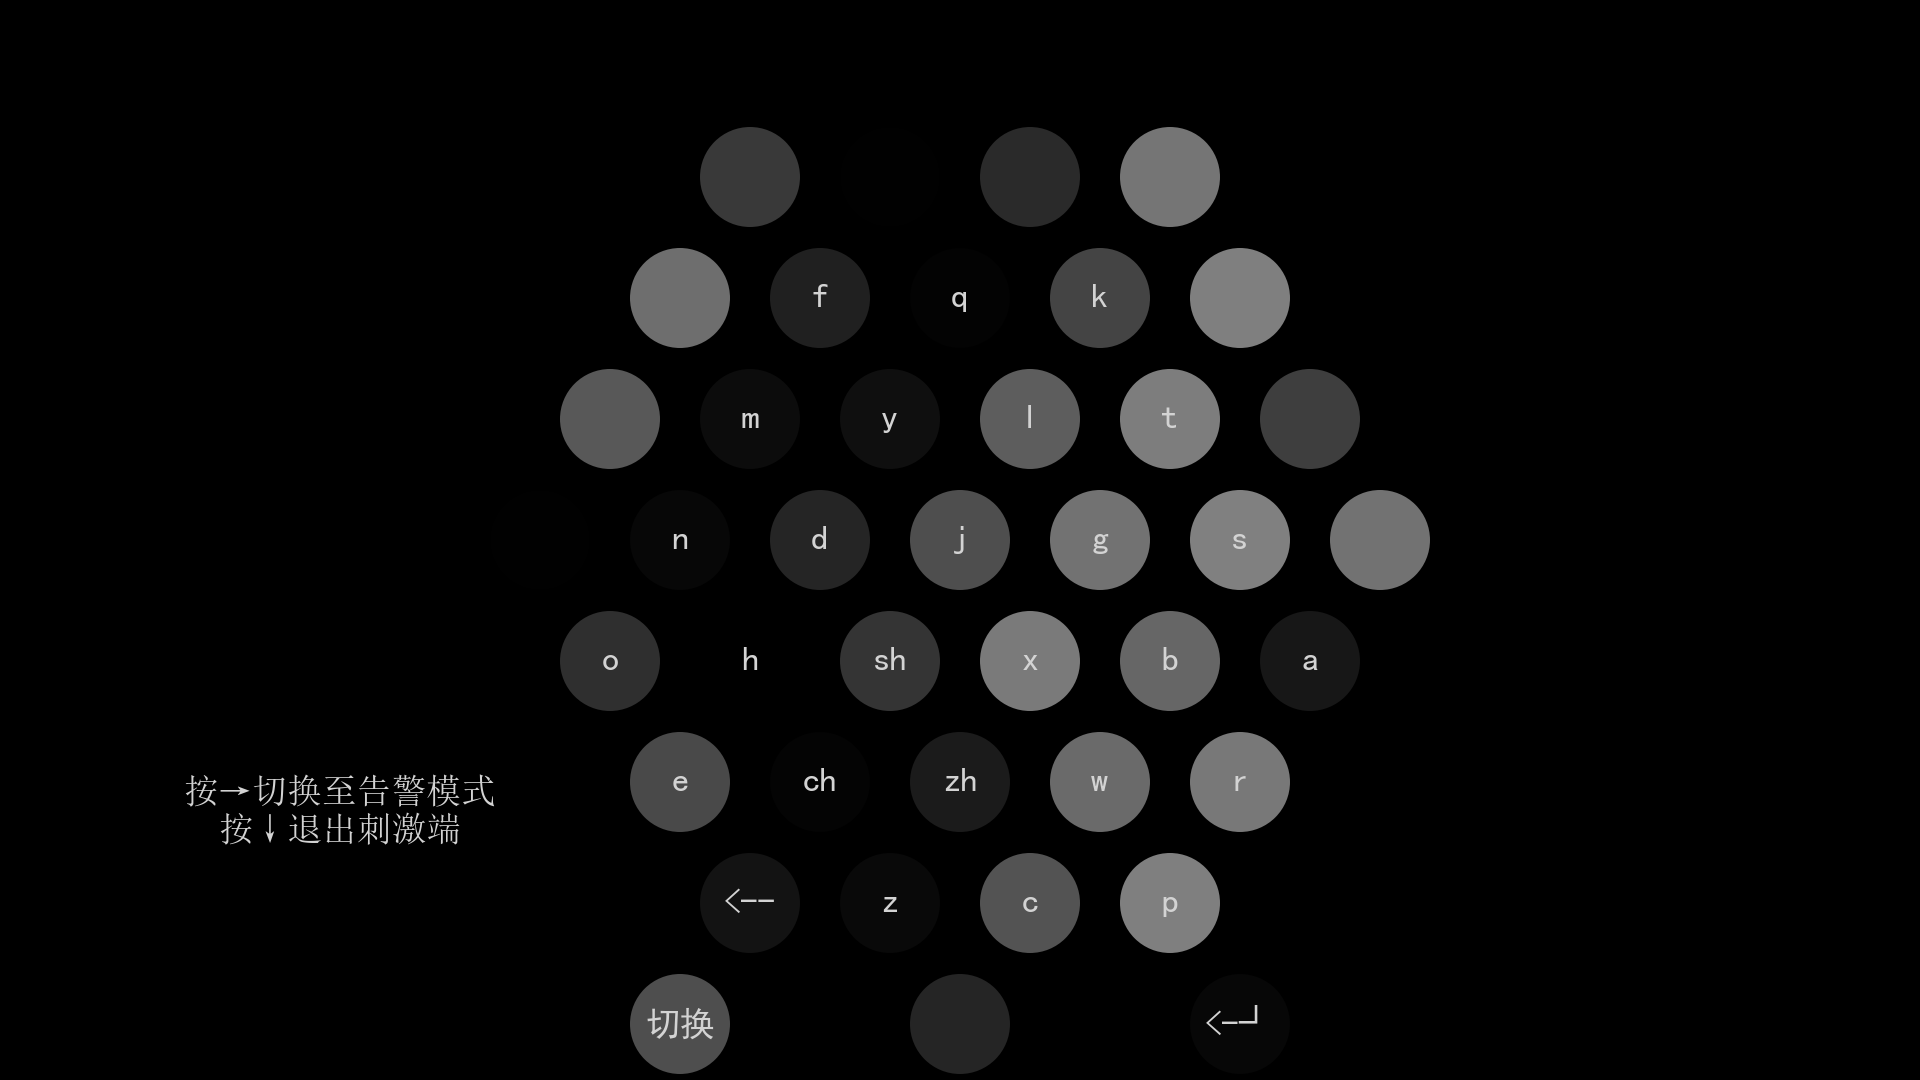 f q k
m y l t
n d j g s
o h sh x b a
e ch zh w r
按→切换至告警模式
按↓退出刺激端
<-- z c p
切换 <-┘